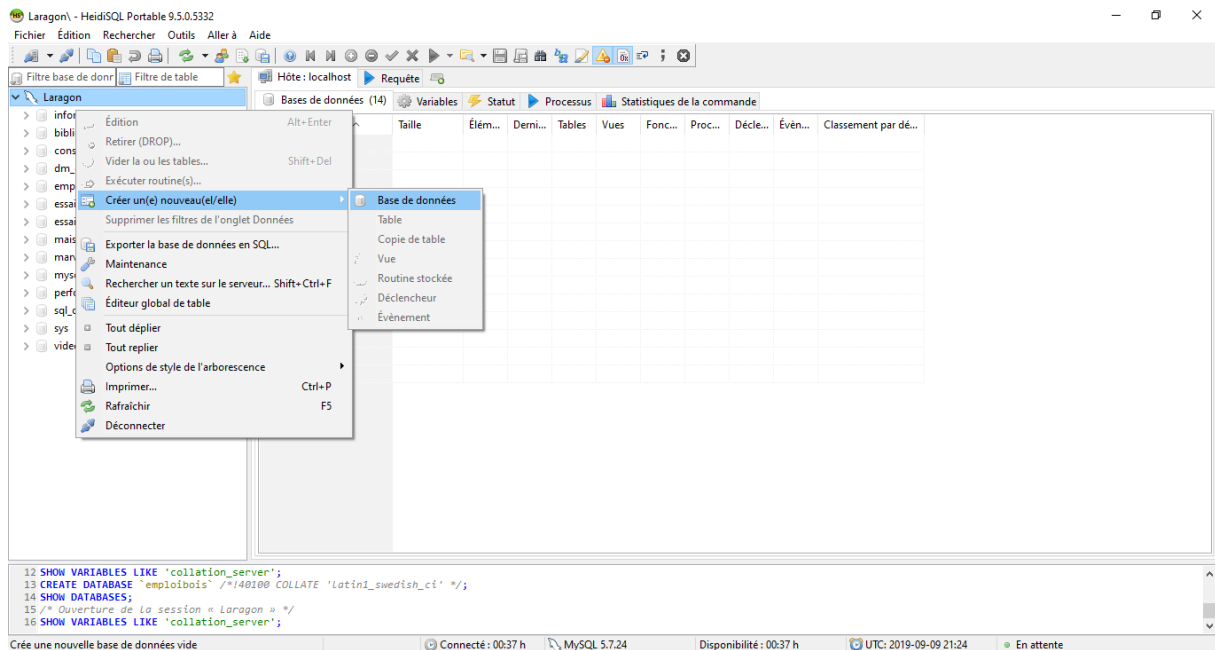 Laragon\ - HeidiSQL Portable 9.5.0.5332
Fichier Édition Rechercher Outils Aller à Aide
Filtre base de donr Filtre de table Hôte : localhost Requête
Laragon
Bases de données (14) Variables Statut Processus Statistiques de la commande
Taille Élém... Derni... Tables Vues Fonc... Proc... Décle... Évèn... Classement par dé...
infor
bibli
cons
dm_
emp
essai
essai
mais
mysq
perfo
sql_
sys
vide
Édition Alt+Enter
Retirer (DROP)...
Vider la ou les tables... Shift+Del
Exécuter routine(s)...
Créer un(e) nouveau(el/elle)
Supprimer les filtres de l'onglet Données
Exporter la base de données en SQL...
Maintenance
Rechercher un texte sur le serveur... Shift+Ctrl+F
Éditeur global de table
Tout déplier
Tout replier
Options de style de l'arborescence
Imprimer... Ctrl+P
Rafraîchir F5
Déconnecter
Base de données
Table
Copie de table
Vue
Routine stockée
Déclencheur
Évènement
12 SHOW VARIABLES LIKE 'collation_server';
13 CREATE DATABASE `emploibois` /*!40100 COLLATE 'latin1_swedish_ci' */;
14 SHOW DATABASES;
15 /* Ouverture de la session « Laragon » */
16 SHOW VARIABLES LIKE 'collation_server';
Crée une nouvelle base de données vide Connecté : 00:37 h MySQL 5.7.24 Disponibilité : 00:37 h UTC: 2019-09-09 21:24 En attente